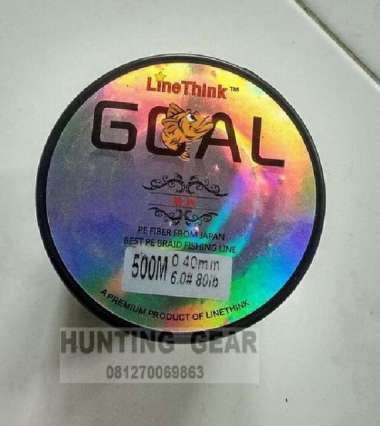 LineThink™
GOAL
PE FIBER FROM JAPAN
BEST PE BRAID FISHING LINE
500M 0.40mm
6.0# 80lb
A PREMIUM PRODUCT OF LINETHINK
HUNTING GEAR
081270069863